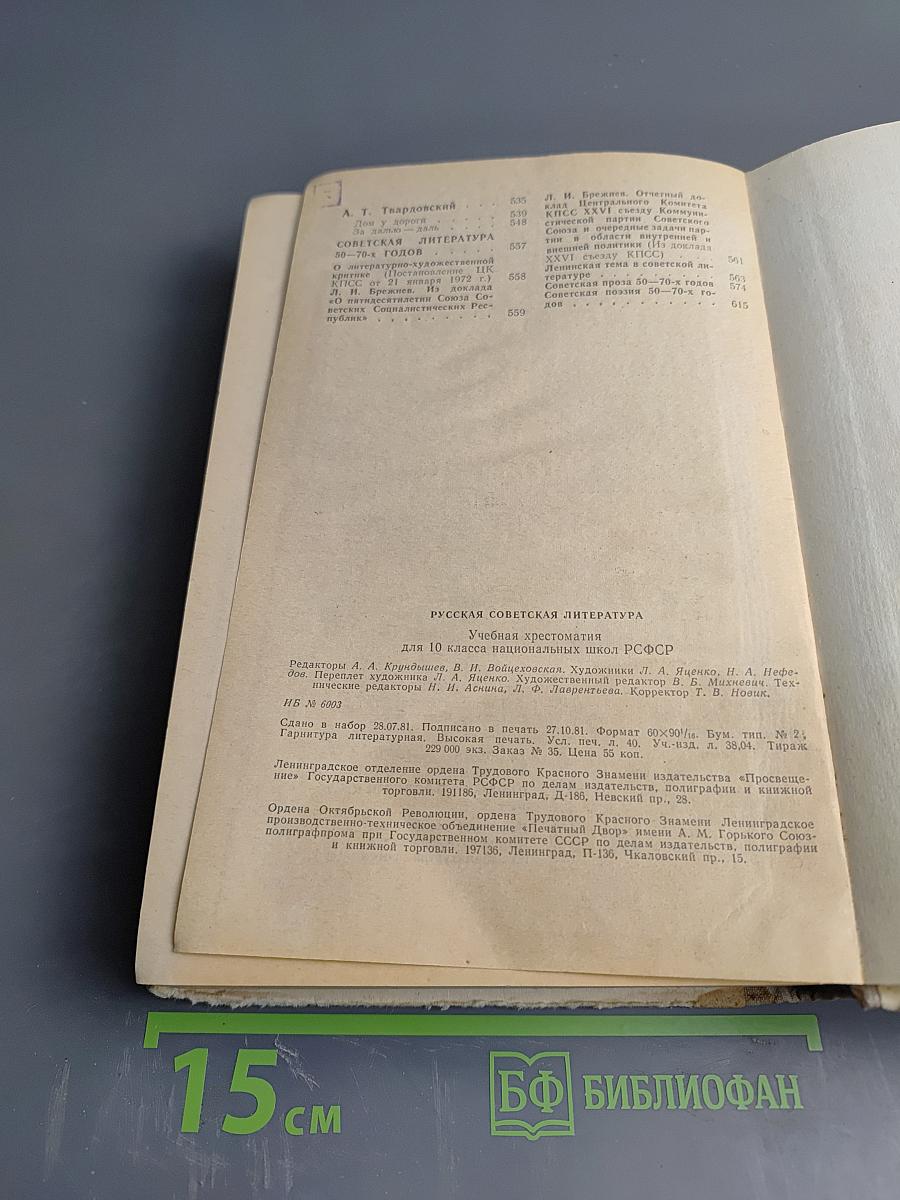 А. Т. Твардовский . . . 535
Дом у дороги . . . . . 539
За далью — даль . . . . . 548
СОВЕТСКАЯ ЛИТЕРАТУРА
50—70-х ГОДОВ . . . . . 557
О литературно-художественной
критике (Постановление ЦК
КПСС от 21 января 1972 г.) 558
Л. И. Брежнев. Из доклада
«О пятидесятилетии Союза Со-
ветских Социалистических Рес-
публик» . . . . . . . . 559
Л. И. Брежнев. Отчетный до-
клад Центрального Комитета
КПСС XXVI съезду Коммуни-
стической партии Советского
Союза и очередные задачи пар-
тии в области внутренней и
внешней политики (Из доклада
XXVI съезду КПСС) . . . . 561
Ленинская тема в советской ли-
тературе . . . . . . . . 563
Советская проза 50—70-х годов 574
Советская поэзия 50—70-х го-
дов . . . . . . . . . . 615
РУССКАЯ СОВЕТСКАЯ ЛИТЕРАТУРА
Учебная хрестоматия
для 10 класса национальных школ РСФСР
Редакторы А. А. Крундышев, В. И. Войцеховская. Художники Л. А. Яценко, Н. А. Нефе-
дов. Переплет художника Л. А. Яценко. Художественный редактор В. Б. Михневич. Тех-
нические редакторы Н. И. Аснина, Л. Ф. Лаврентьева. Корректор Т. В. Новик.
ИБ № 6003
Сдано в набор 28.07.81. Подписано в печать 27.10.81. Формат 60×90¹/₁₆. Бум. тип. № 2.
Гарнитура литературная. Высокая печать. Усл. печ. л. 40. Уч.-изд. л. 38,04. Тираж
229 000 экз. Заказ № 35. Цена 55 коп.
Ленинградское отделение ордена Трудового Красного Знамени издательства «Просвеще-
ние» Государственного комитета РСФСР по делам издательств, полиграфии и книжной
торговли. 191186, Ленинград, Д-186, Невский пр., 28.
Ордена Октябрьской Революции, ордена Трудового Красного Знамени Ленинградское
производственно-техническое объединение «Печатный Двор» имени А. М. Горького Союз-
полиграфпрома при Государственном комитете СССР по делам издательств, полиграфии
и книжной торговли. 197136, Ленинград, П-136, Чкаловский пр., 15.
15 см
БФ БИБЛИОФАН